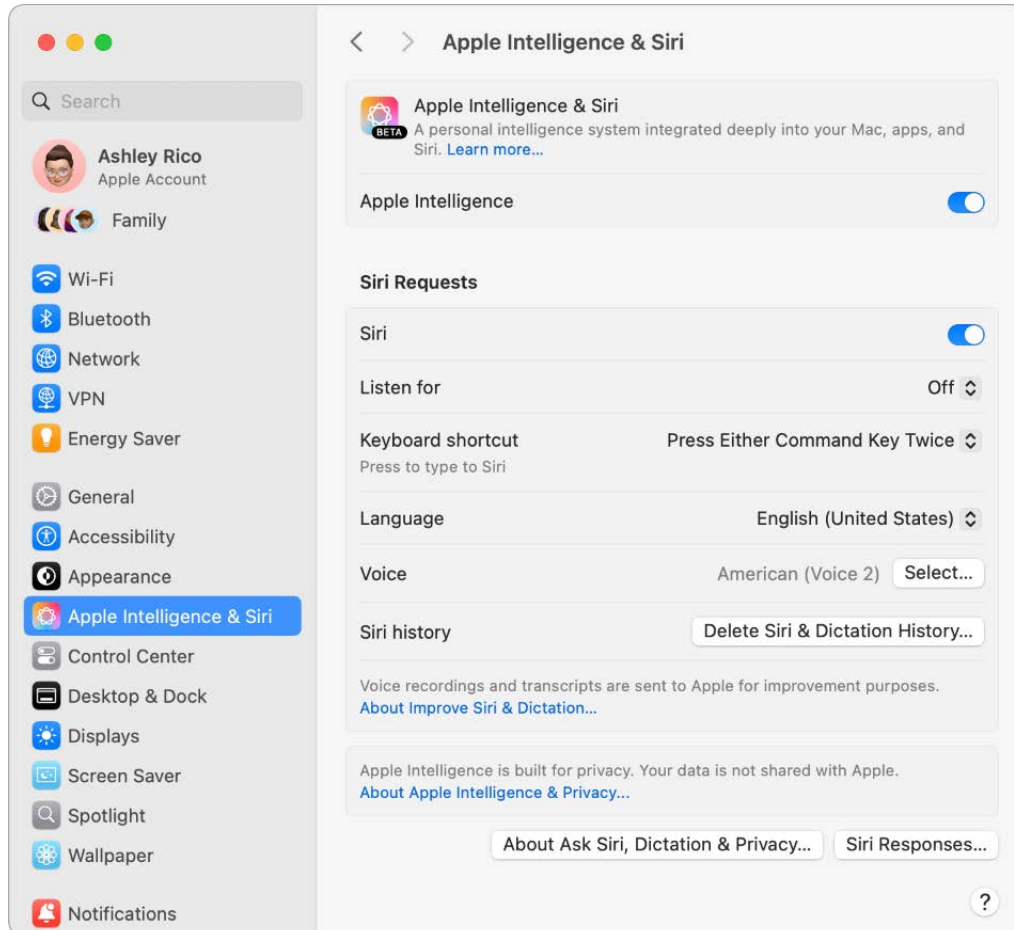 Search
Ashley Rico
Apple Account
Family
Wi-Fi
Bluetooth
Network
VPN
Energy Saver
General
Accessibility
Appearance
Apple Intelligence & Siri
Control Center
Desktop & Dock
Displays
Screen Saver
Spotlight
Wallpaper
Notifications
Apple Intelligence & Siri
Apple Intelligence & Siri
BETA
A personal intelligence system integrated deeply into your Mac, apps, and
Siri. Learn more...
Apple Intelligence
Siri Requests
Siri
Listen for Off
Keyboard shortcut Press Either Command Key Twice
Press to type to Siri
Language English (United States)
Voice American (Voice 2) Select...
Siri history Delete Siri & Dictation History...
Voice recordings and transcripts are sent to Apple for improvement purposes.
About Improve Siri & Dictation...
Apple Intelligence is built for privacy. Your data is not shared with Apple.
About Apple Intelligence & Privacy...
About Ask Siri, Dictation & Privacy... Siri Responses...
?